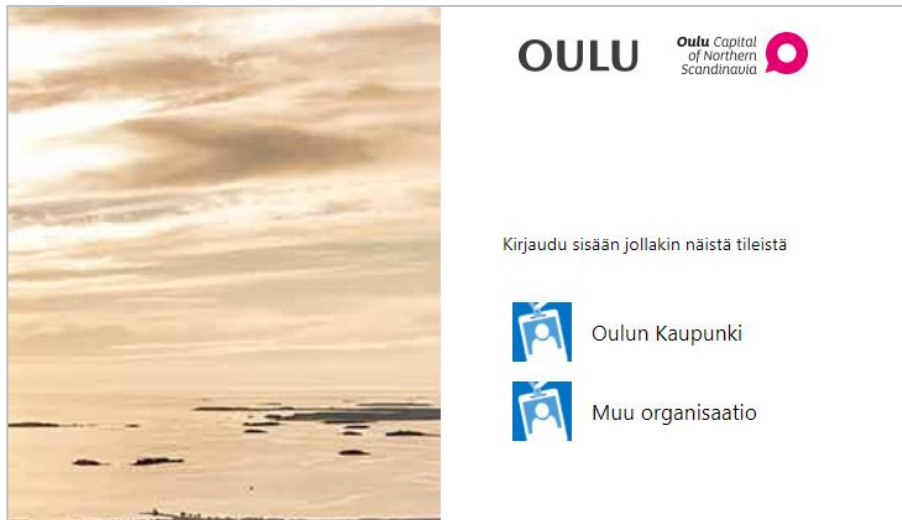 OULU
Oulu Capital
of Northern
Scandinavia
Kirjaudu sisään jollakin näistä tileistä
Oulun Kaupunki
Muu organisaatio